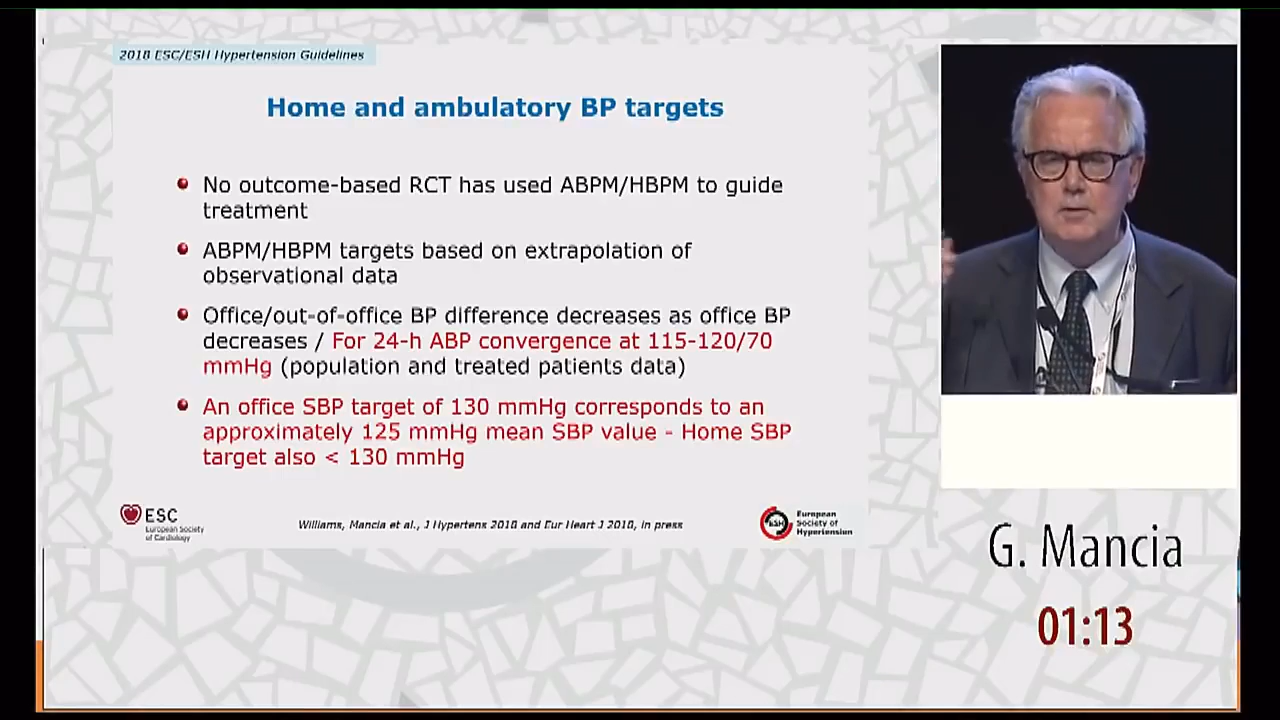 2018 ESC/ESH Hypertension Guidelines
Home and ambulatory BP targets
No outcome-based RCT has used ABPM/HBPM to guide
treatment
ABPM/HBPM targets based on extrapolation of
observational data
Office/out-of-office BP difference decreases as office BP
decreases / For 24-h ABP convergence at 115-120/70
mmHg (population and treated patients data)
An office SBP target of 130 mmHg corresponds to an
approximately 125 mmHg mean SBP value - Home SBP
target also < 130 mmHg
ESC
European Society
of Cardiology
Williams, Mancia et al., J Hypertens 2018 and Eur Heart J 2018, in press
ESH
European
Society of
Hypertension
G. Mancia
01:13